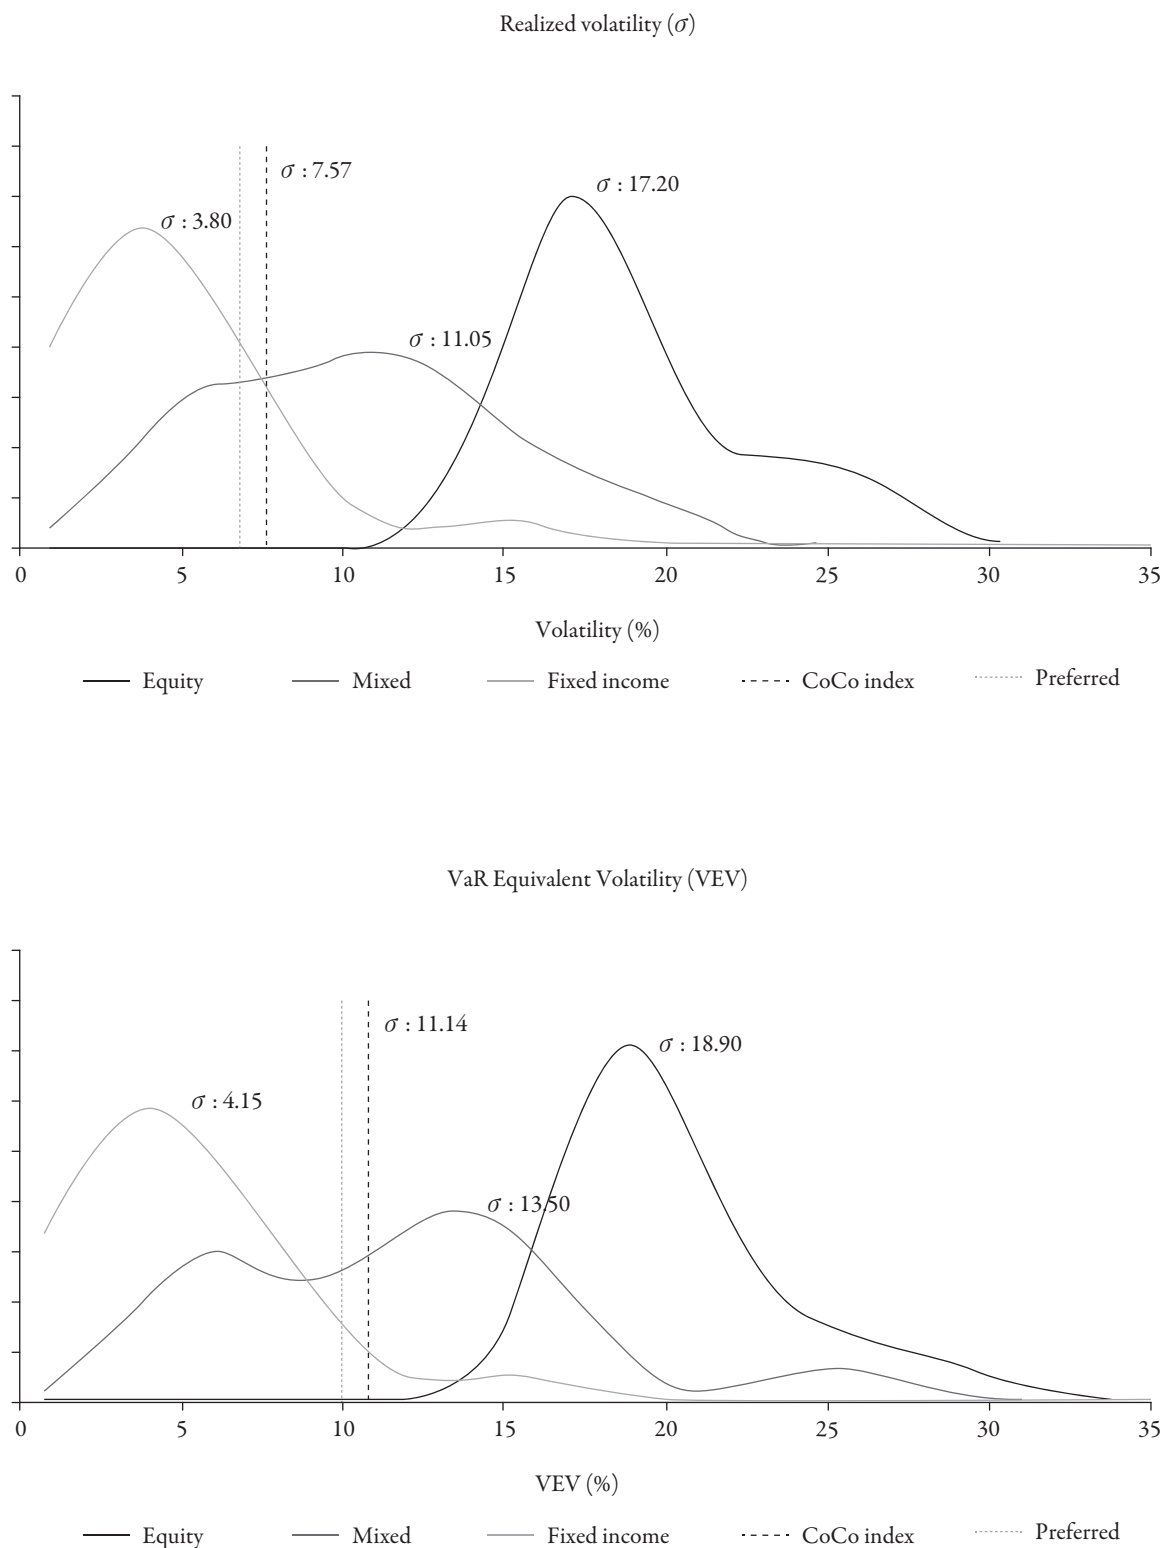 Realized volatility (σ)
σ : 7.57
σ : 17.20
σ : 3.80
σ : 11.05
0 5 10 15 20 25 30 35
Volatility (%)
Equity Mixed Fixed income CoCo index Preferred
VaR Equivalent Volatility (VEV)
σ : 11.14
σ : 18.90
σ : 4.15
σ : 13.50
0 5 10 15 20 25 30 35
VEV (%)
Equity Mixed Fixed income CoCo index Preferred